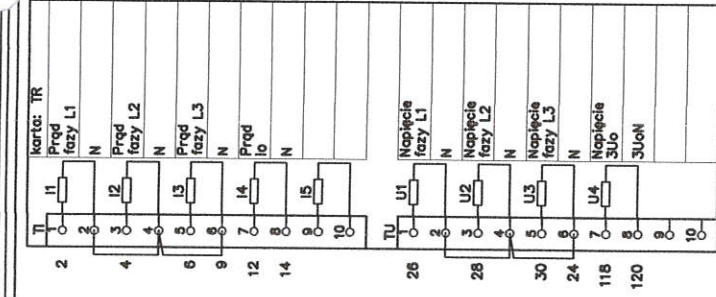 karta: TR
TI
1 I1 Prąd
fazy L1
2 N
3 I2 Prąd
fazy L2
4 N
5 I3 Prąd
fazy L3
6 N
7 I4 Prąd
Io
8 N
9 I5
10
2
4
6
9
12
14
TU
1 U1 Napięcie
fazy L1
2 N
3 U2 Napięcie
fazy L2
4 N
5 U3 Napięcie
fazy L3
6 N
7 U4 Napięcie
3Uo
8 3UoN
9
10
26
28
30
24
118
120